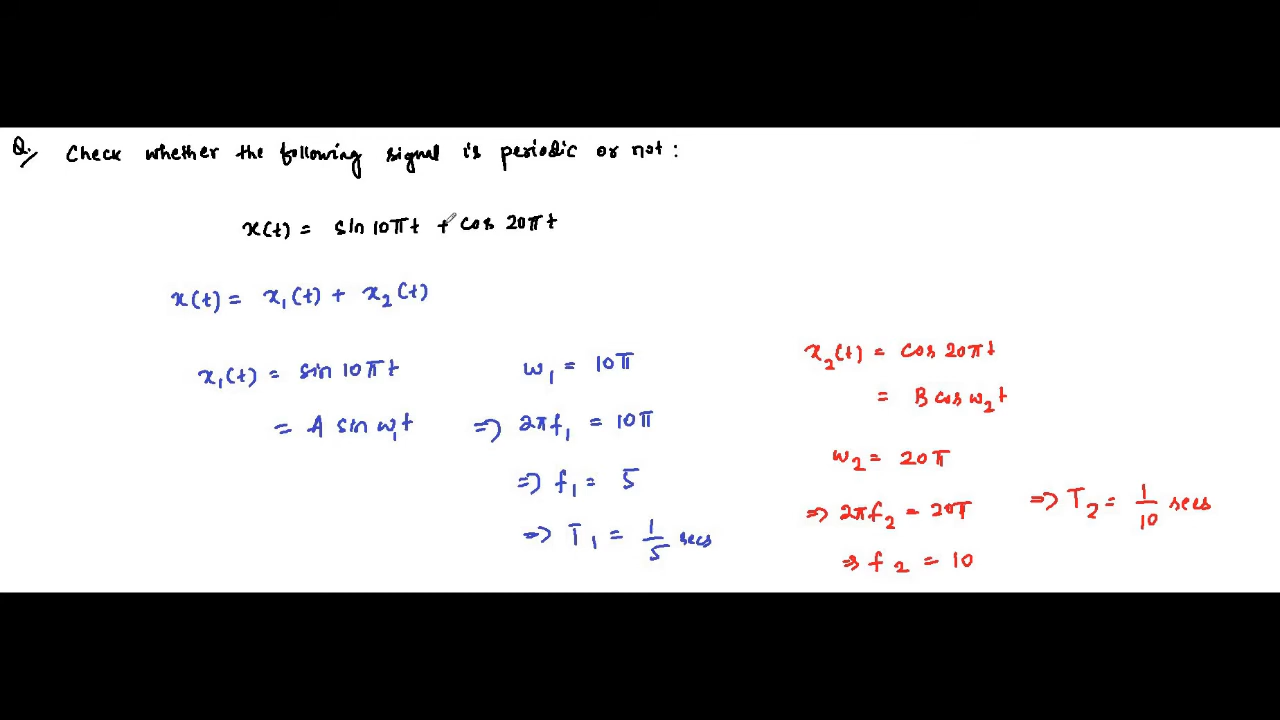 Q. Check whether the following signal is periodic or not :
x(t) = sin 10πt + cos 20πt
x(t) = x₁(t) + x₂(t)
x₁(t) = sin 10πt
= A sin w₁t
w₁ = 10π
⇒ 2πf₁ = 10π
⇒ f₁ = 5
⇒ T₁ = 1/5 secs
x₂(t) = cos 20πt
= B cos w₂t
w₂ = 20π
⇒ 2πf₂ = 20π
⇒ f₂ = 10
⇒ T₂ = 1/10 secs